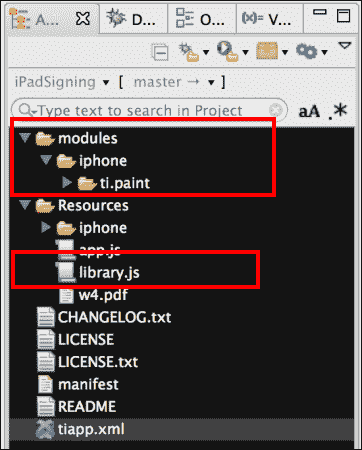 A... D... O... (x)= V...
iPadSigning ▾ [ master → ▾ ]
Type text to search in Project aA .*
modules
iphone
ti.paint
Resources
iphone
app.js
library.js
w4.pdf
CHANGELOG.txt
LICENSE
LICENSE.txt
manifest
README
tiapp.xml